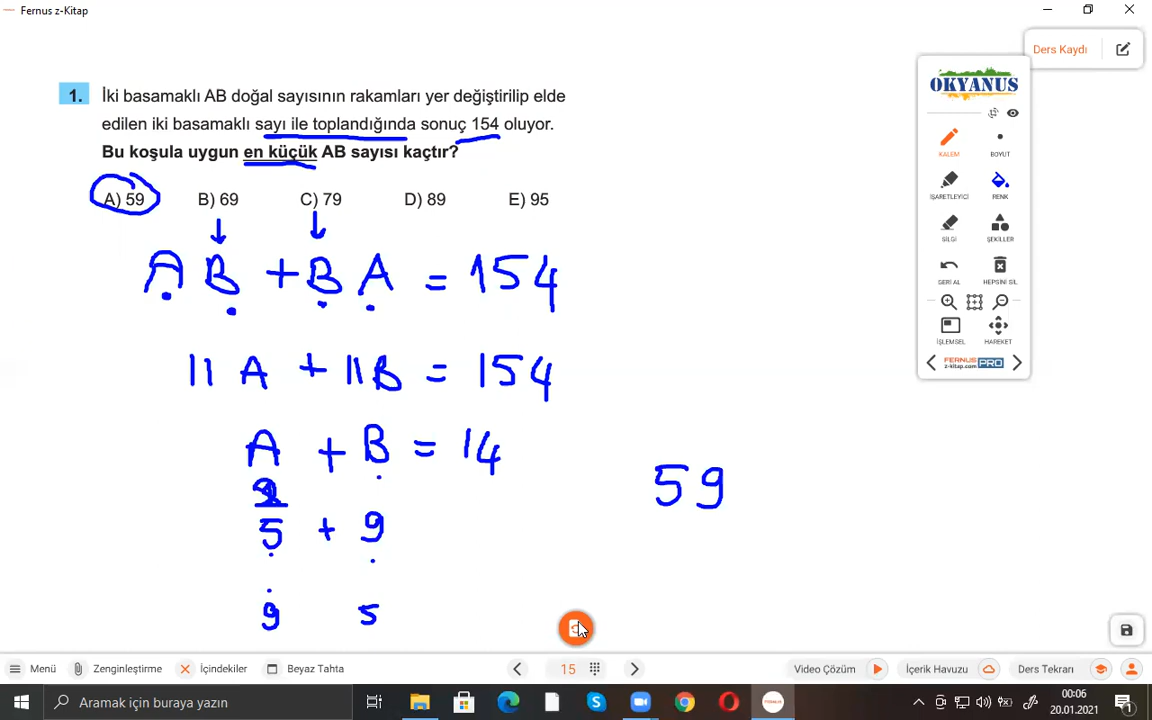 Fernus z-Kitap
Ders Kaydı
1. İki basamaklı AB doğal sayısının rakamları yer değiştirilip elde
edilen iki basamaklı sayı ile toplandığında sonuç 154 oluyor.
Bu koşula uygun en küçük AB sayısı kaçtır?
A) 59 B) 69 C) 79 D) 89 E) 95
AB + BA = 154
11 A + 11B = 154
A + B = 14
5 + 9
9 5
59
OKYANUS
KALEM BOYUT
İŞARETLEYİCİ RENK
SİLGİ ŞEKİLLER
GERİ AL HEPSİNİ SİL
İŞLEMSEL HAREKET
FERNUS PRO
z-kitap.com
Menü Zenginleştirme İçindekiler Beyaz Tahta 15 Video Çözüm İçerik Havuzu Ders Tekrarı
Aramak için buraya yazın
00:06
20.01.2021
1